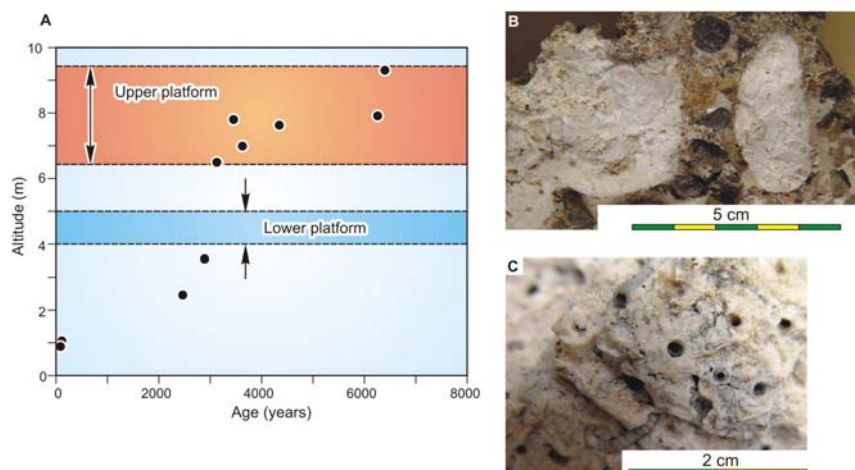 A
10
8
6
4
2
0
Altitude (m)
Upper platform
Lower platform
0
2000
4000
6000
8000
Age (years)
B
5 cm
C
2 cm